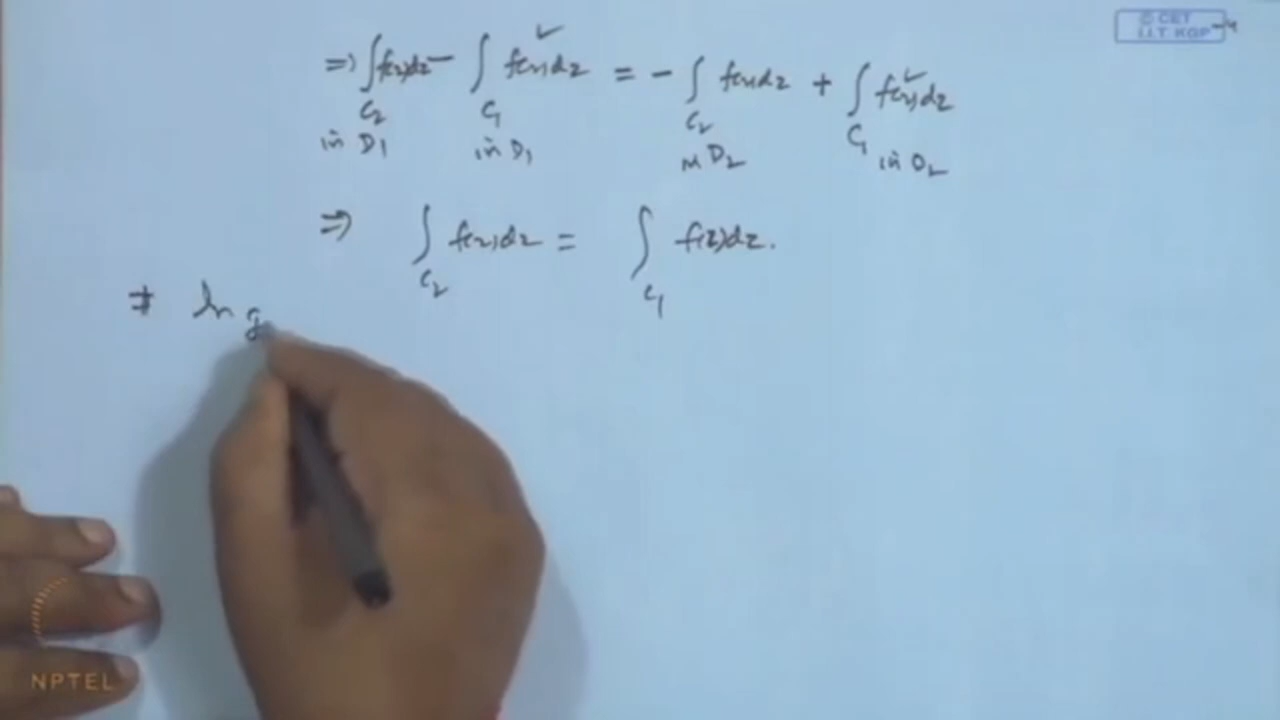 © CET
I.I.T. KGP
⇒ ∫ f(z)dz - ∫ f(z)dz = - ∫ f(z)dz + ∫ f(z)dz
C₂ C₁ C₂ C₁
in D₁ in D₁ in D₂ in D₂
⇒ ∫ f(z)dz = ∫ f(z)dz.
C₂ C₁
In g
NPTEL